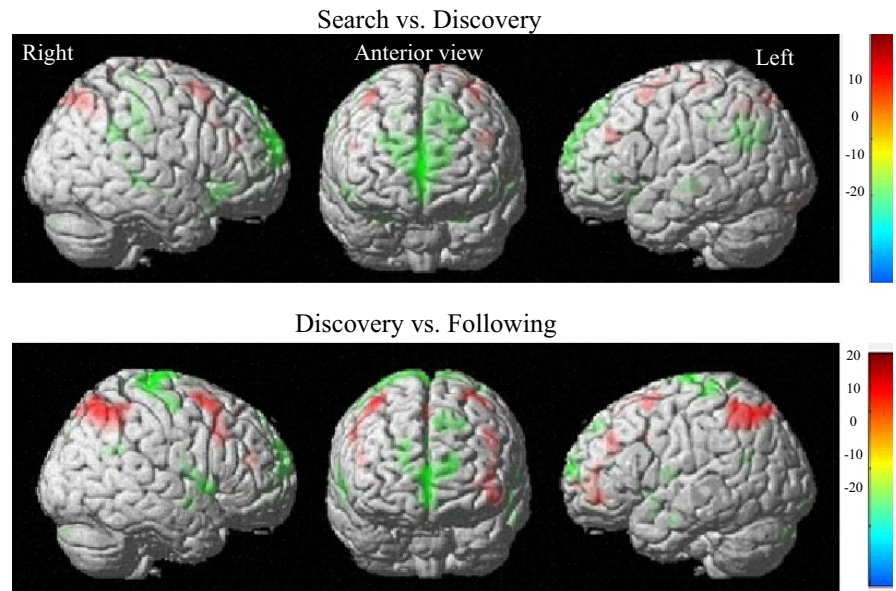 Search vs. Discovery
Right
Anterior view
Left
10
0
-10
-20
Discovery vs. Following
20
10
0
-10
-20